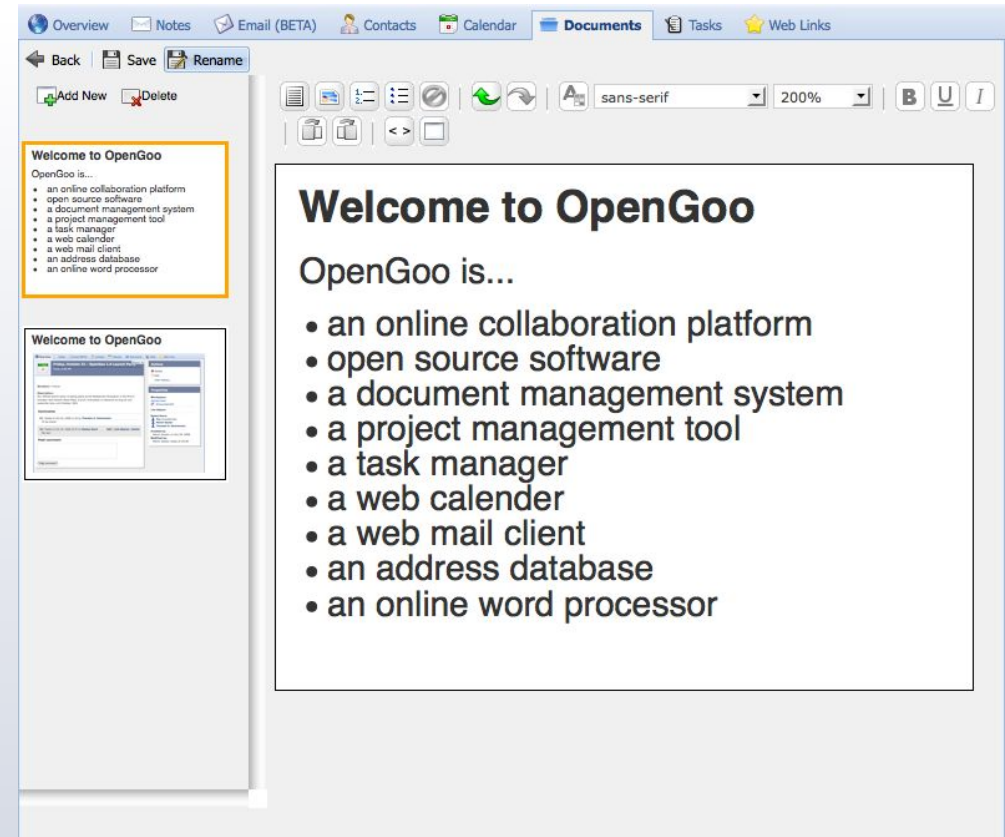 Overview Notes Email (BETA) Contacts Calendar Documents Tasks Web Links
Back Save Rename
Add New Delete
sans-serif 200% B U I
< >
Welcome to OpenGoo
OpenGoo is...
an online collaboration platform
open source software
a document management system
a project management tool
a task manager
a web calender
a web mail client
an address database
an online word processor
Welcome to OpenGoo
Welcome to OpenGoo
OpenGoo is...
• an online collaboration platform
• open source software
• a document management system
• a project management tool
• a task manager
• a web calender
• a web mail client
• an address database
• an online word processor